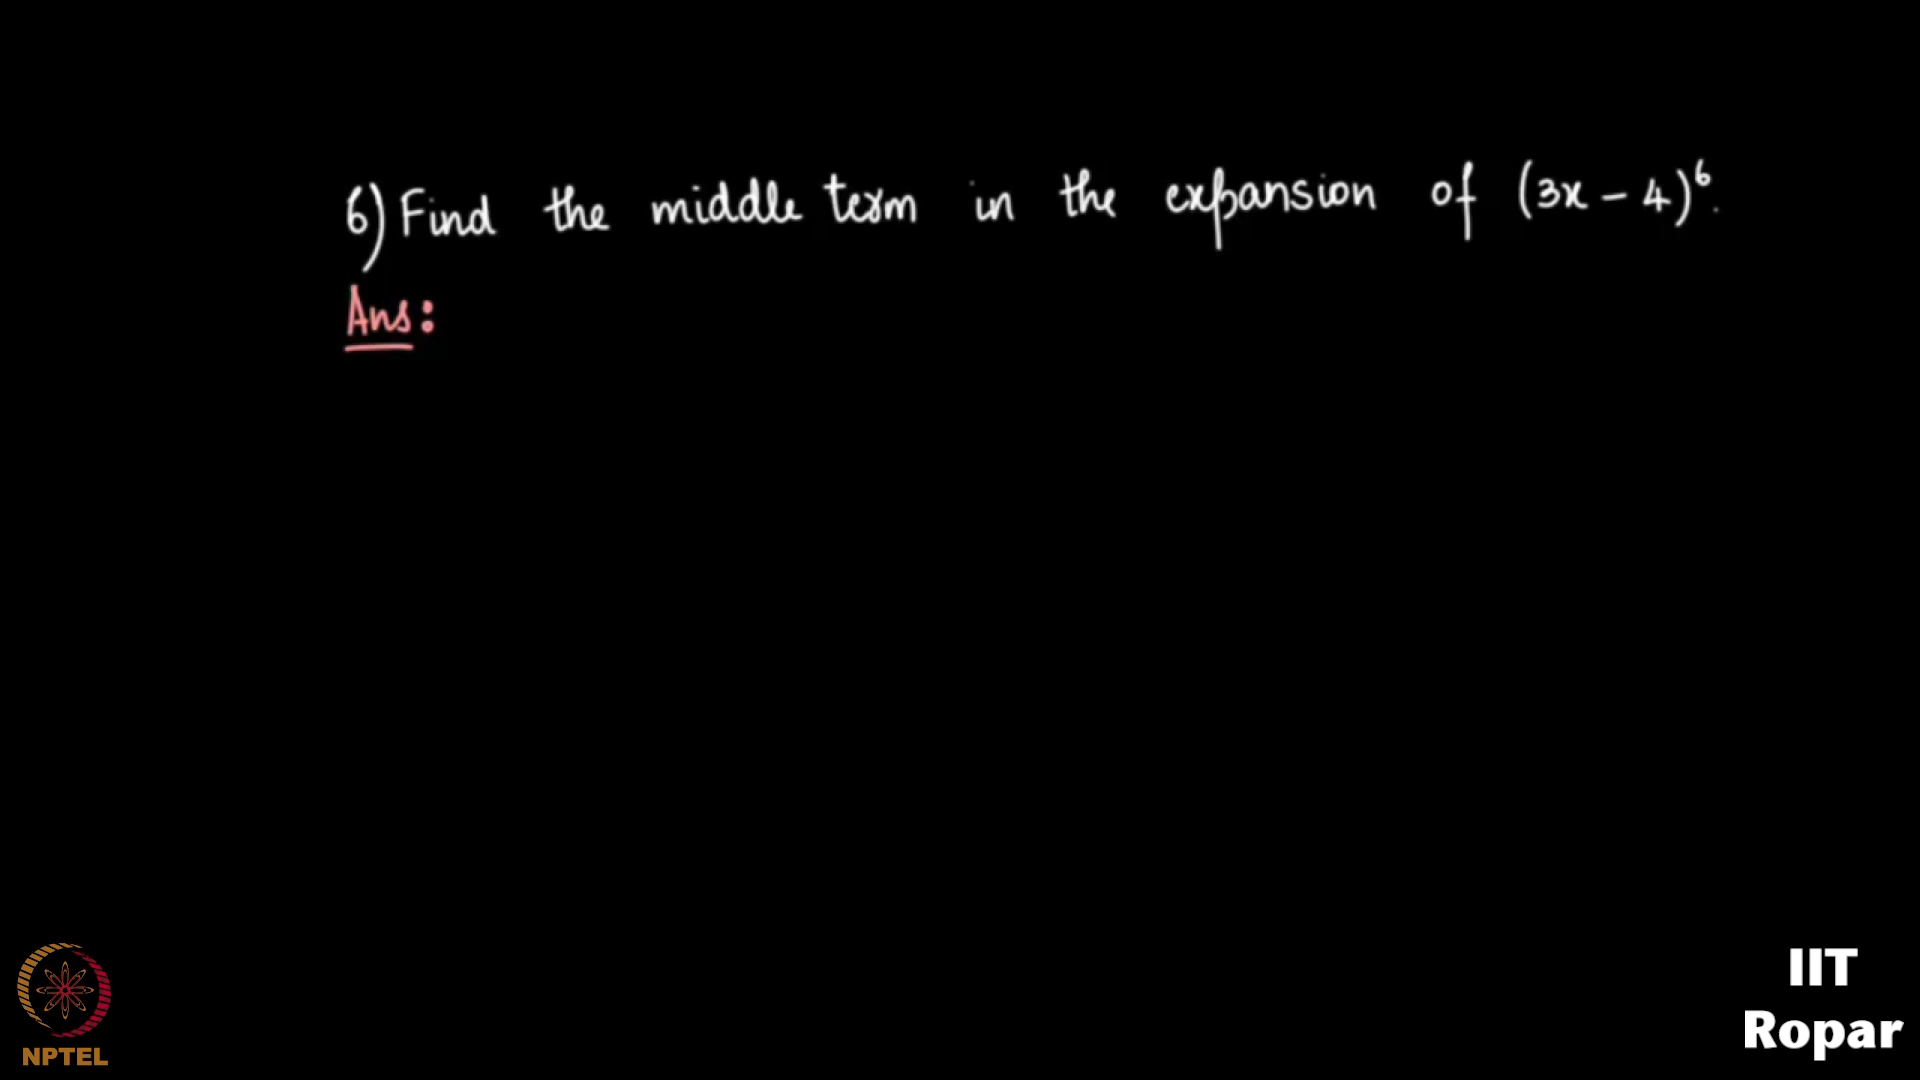 6) Find the middle term in the expansion of (3x - 4)⁶.
Ans:
NPTEL
IIT
Ropar